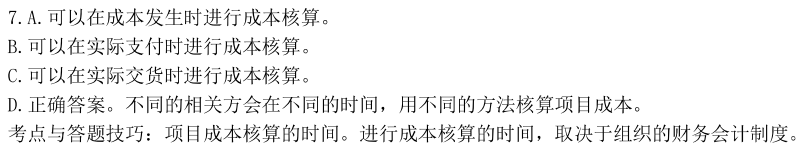 7.A.可以在成本发生时进行成本核算。
B.可以在实际支付时进行成本核算。
C.可以在实际交货时进行成本核算。
D.正确答案。不同的相关方会在不同的时间，用不同的方法核算项目成本。
考点与答题技巧：项目成本核算的时间。进行成本核算的时间，取决于组织的财务会计制度。